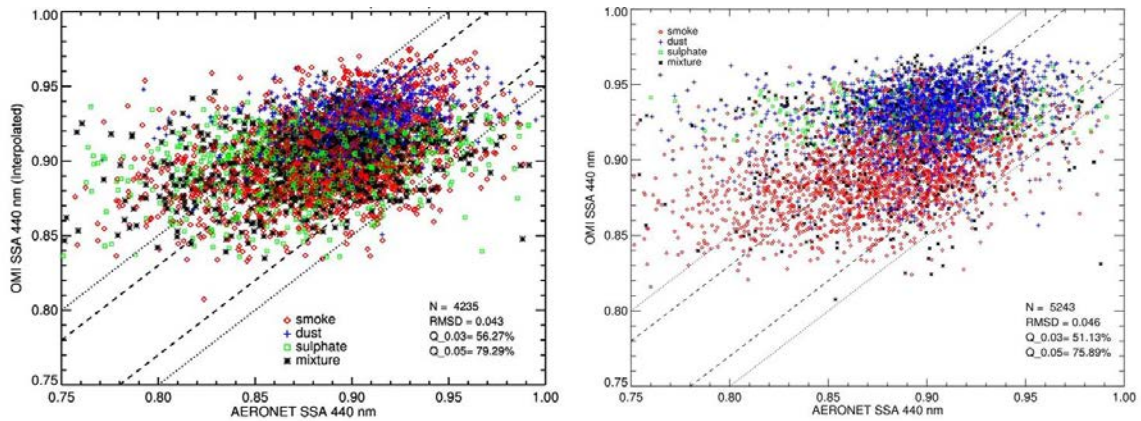 1.00
0.95
0.90
0.85
0.80
0.75
OMI SSA 440 nm (Interpolated)
smoke
dust
sulphate
mixture
N = 4235
RMSD = 0.043
Q_0.03= 56.27%
Q_0.05= 79.29%
0.75 0.80 0.85 0.90 0.95 1.00
AERONET SSA 440 nm
1.00
0.95
0.90
0.85
0.80
0.75
OMI SSA 440 nm
smoke
dust
sulphate
mixture
N = 5243
RMSD = 0.046
Q_0.03= 51.13%
Q_0.05= 75.89%
0.75 0.80 0.85 0.90 0.95 1.00
AERONET SSA 440 nm